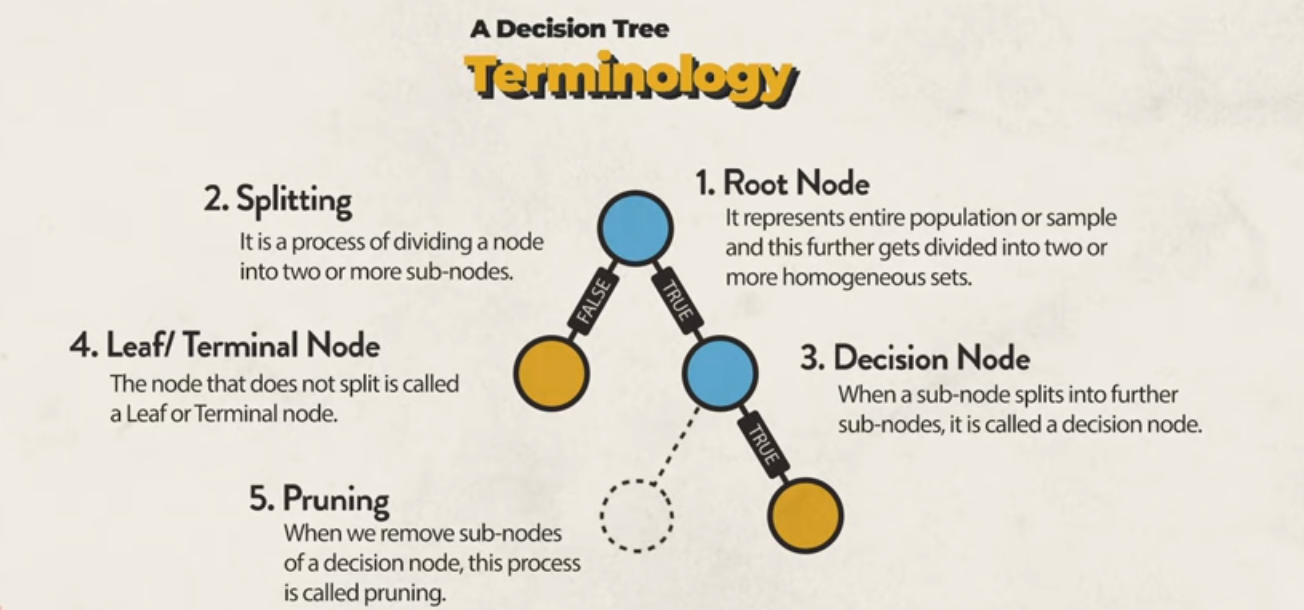 A Decision Tree
Terminology
1. Root Node
It represents entire population or sample
and this further gets divided into two or
more homogeneous sets.
2. Splitting
It is a process of dividing a node
into two or more sub-nodes.
FALSE
TRUE
3. Decision Node
When a sub-node splits into further
sub-nodes, it is called a decision node.
4. Leaf/ Terminal Node
The node that does not split is called
a Leaf or Terminal node.
TRUE
5. Pruning
When we remove sub-nodes
of a decision node, this process
is called pruning.